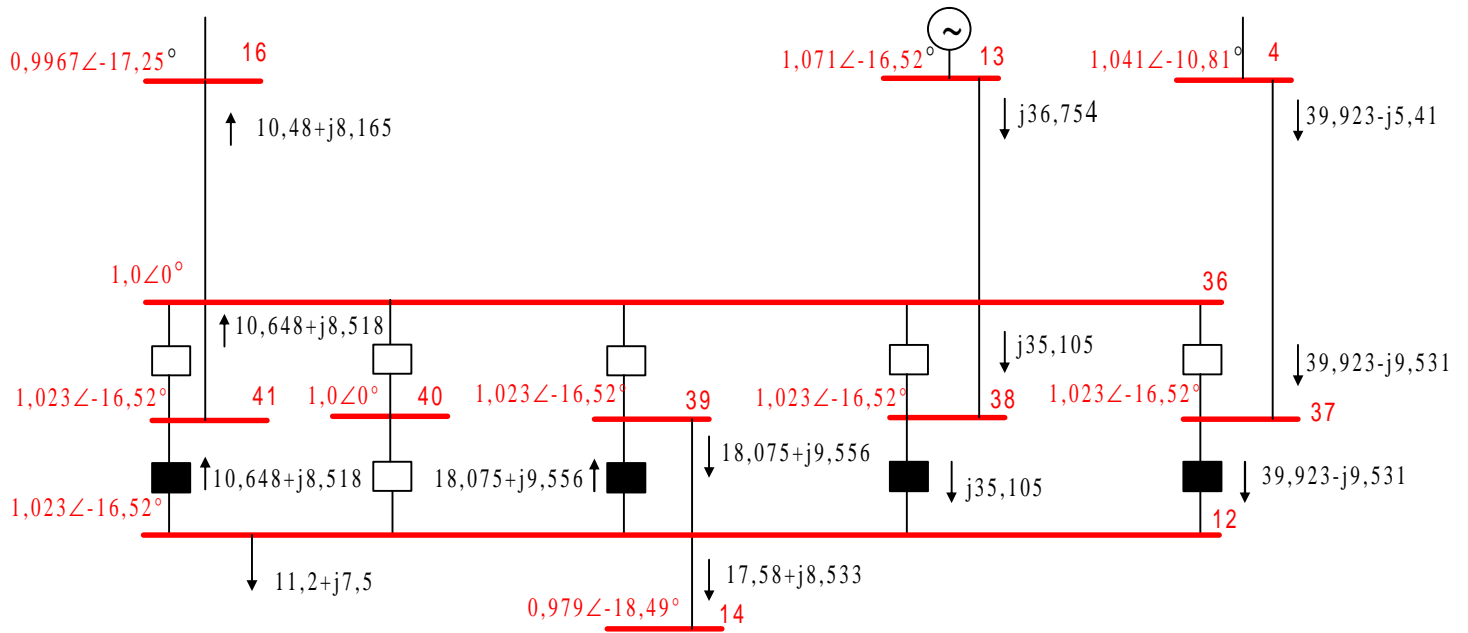 16
0,9967∠-17,25°
~
13
1,071∠-16,52°
4
1,041∠-10,81°
10,48+j8,165
j36,754
39,923-j5,41
1,0∠0°
36
10,648+j8,518
j35,105
39,923-j9,531
1,023∠-16,52°
41
1,0∠0°
40
1,023∠-16,52°
39
1,023∠-16,52°
38
1,023∠-16,52°
37
10,648+j8,518
18,075+j9,556
18,075+j9,556
j35,105
39,923-j9,531
1,023∠-16,52°
12
11,2+j7,5
17,58+j8,533
0,979∠-18,49°
14